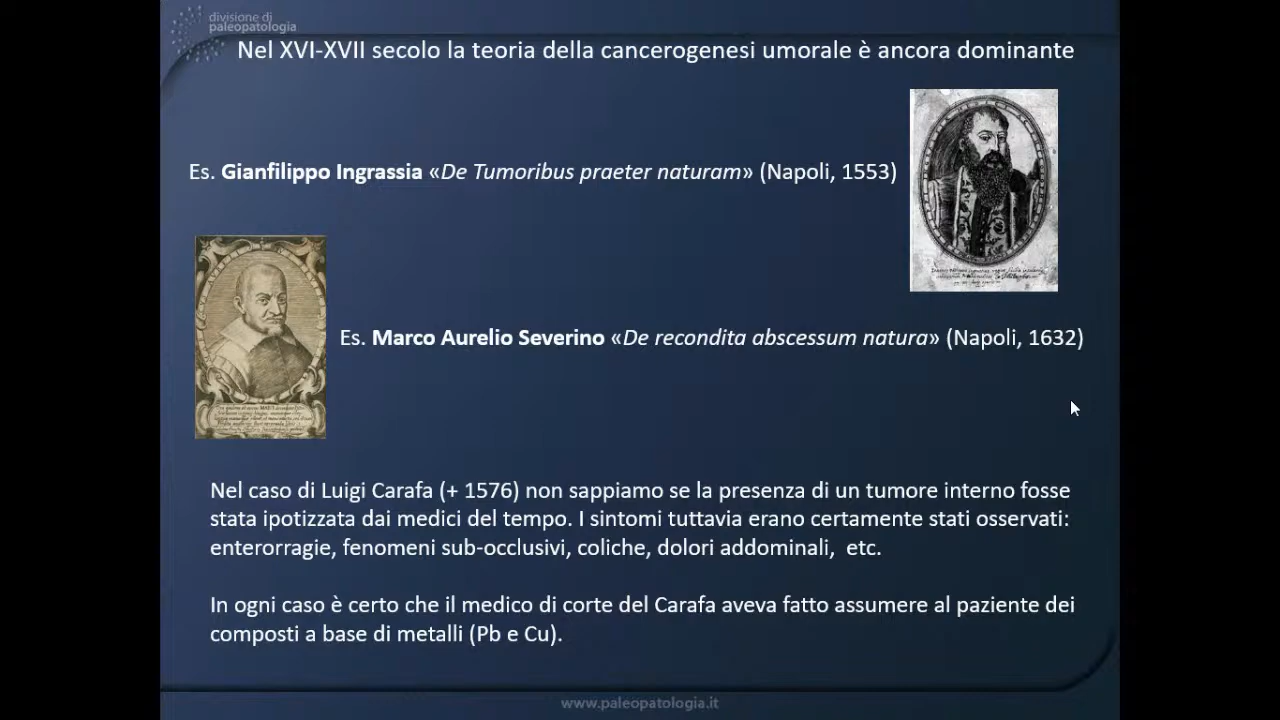 divisione di
paleopatologia
Nel XVI-XVII secolo la teoria della cancerogenesi umorale è ancora dominante
Es. Gianfilippo Ingrassia «De Tumoribus praeter naturam» (Napoli, 1553)
Es. Marco Aurelio Severino «De recondita abscessum natura» (Napoli, 1632)
Nel caso di Luigi Carafa (+ 1576) non sappiamo se la presenza di un tumore interno fosse
stata ipotizzata dai medici del tempo. I sintomi tuttavia erano certamente stati osservati:
enterorragie, fenomeni sub-occlusivi, coliche, dolori addominali, etc.
In ogni caso è certo che il medico di corte del Carafa aveva fatto assumere al paziente dei
composti a base di metalli (Pb e Cu).
www.paleopatologia.it